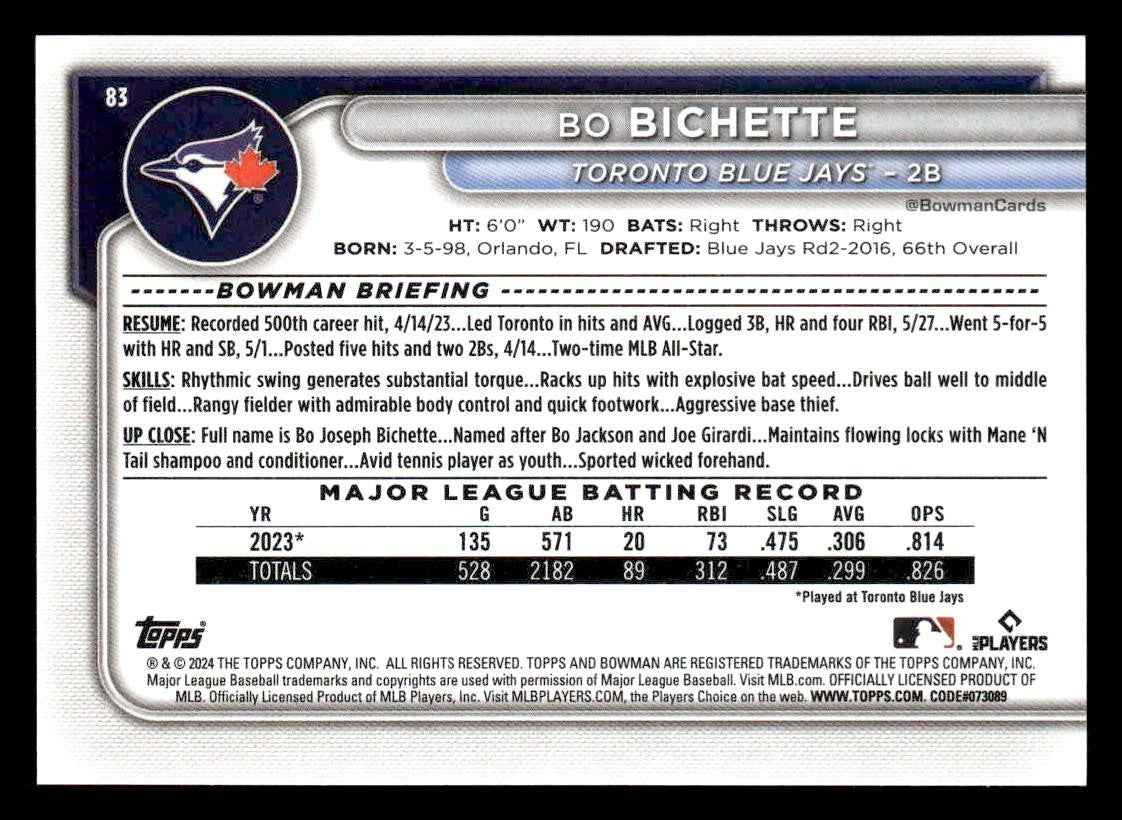 83
BO BICHETTE
TORONTO BLUE JAYS™ – 2B
@BowmanCards
HT: 6'0" WT: 190 BATS: Right THROWS: Right
BORN: 3-5-98, Orlando, FL DRAFTED: Blue Jays Rd2-2016, 66th Overall
BOWMAN BRIEFING
RESUME: Recorded 500th career hit, 4/14/23...Led Toronto in hits and AVG...Logged 3B, HR and four RBI, 5/27...Went 5-for-5
with HR and SB, 5/1...Posted five hits and two 2Bs, 4/14...Two-time MLB All-Star.
SKILLS: Rhythmic swing generates substantial torque...Racks up hits with explosive bat speed...Drives ball well to middle
of field...Rangy fielder with admirable body control and quick footwork...Aggressive base thief.
UP CLOSE: Full name is Bo Joseph Bichette...Named after Bo Jackson and Joe Girardi...Maintains flowing locks with Mane 'N
Tail shampoo and conditioner...Avid tennis player as youth...Sported wicked forehand.
MAJOR LEAGUE BATTING RECORD
YR G AB HR RBI SLG AVG OPS
2023* 135 571 20 73 .475 .306 .814
TOTALS 528 2182 89 312 .487 .299 .826
*Played at Toronto Blue Jays
TOPPS®
MLB PLAYERS
® & © 2024 THE TOPPS COMPANY, INC. ALL RIGHTS RESERVED. TOPPS AND BOWMAN ARE REGISTERED TRADEMARKS OF THE TOPPS COMPANY, INC.
Major League Baseball trademarks and copyrights are used with permission of Major League Baseball. Visit MLB.com. OFFICIALLY LICENSED PRODUCT OF
MLB. Officially Licensed Product of MLB Players, Inc. Visit MLBPLAYERS.COM, the Players Choice on the web. WWW.TOPPS.COM. CODE#073089